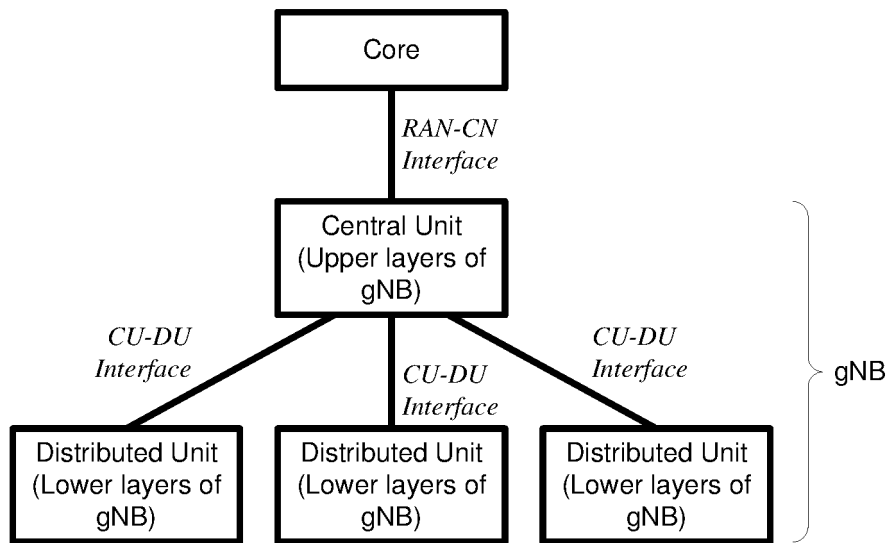 Core
RAN-CN
Interface
Central Unit
(Upper layers of
gNB)
CU-DU
Interface
CU-DU
Interface
CU-DU
Interface
gNB
Distributed Unit
(Lower layers of
gNB)
Distributed Unit
(Lower layers of
gNB)
Distributed Unit
(Lower layers of
gNB)